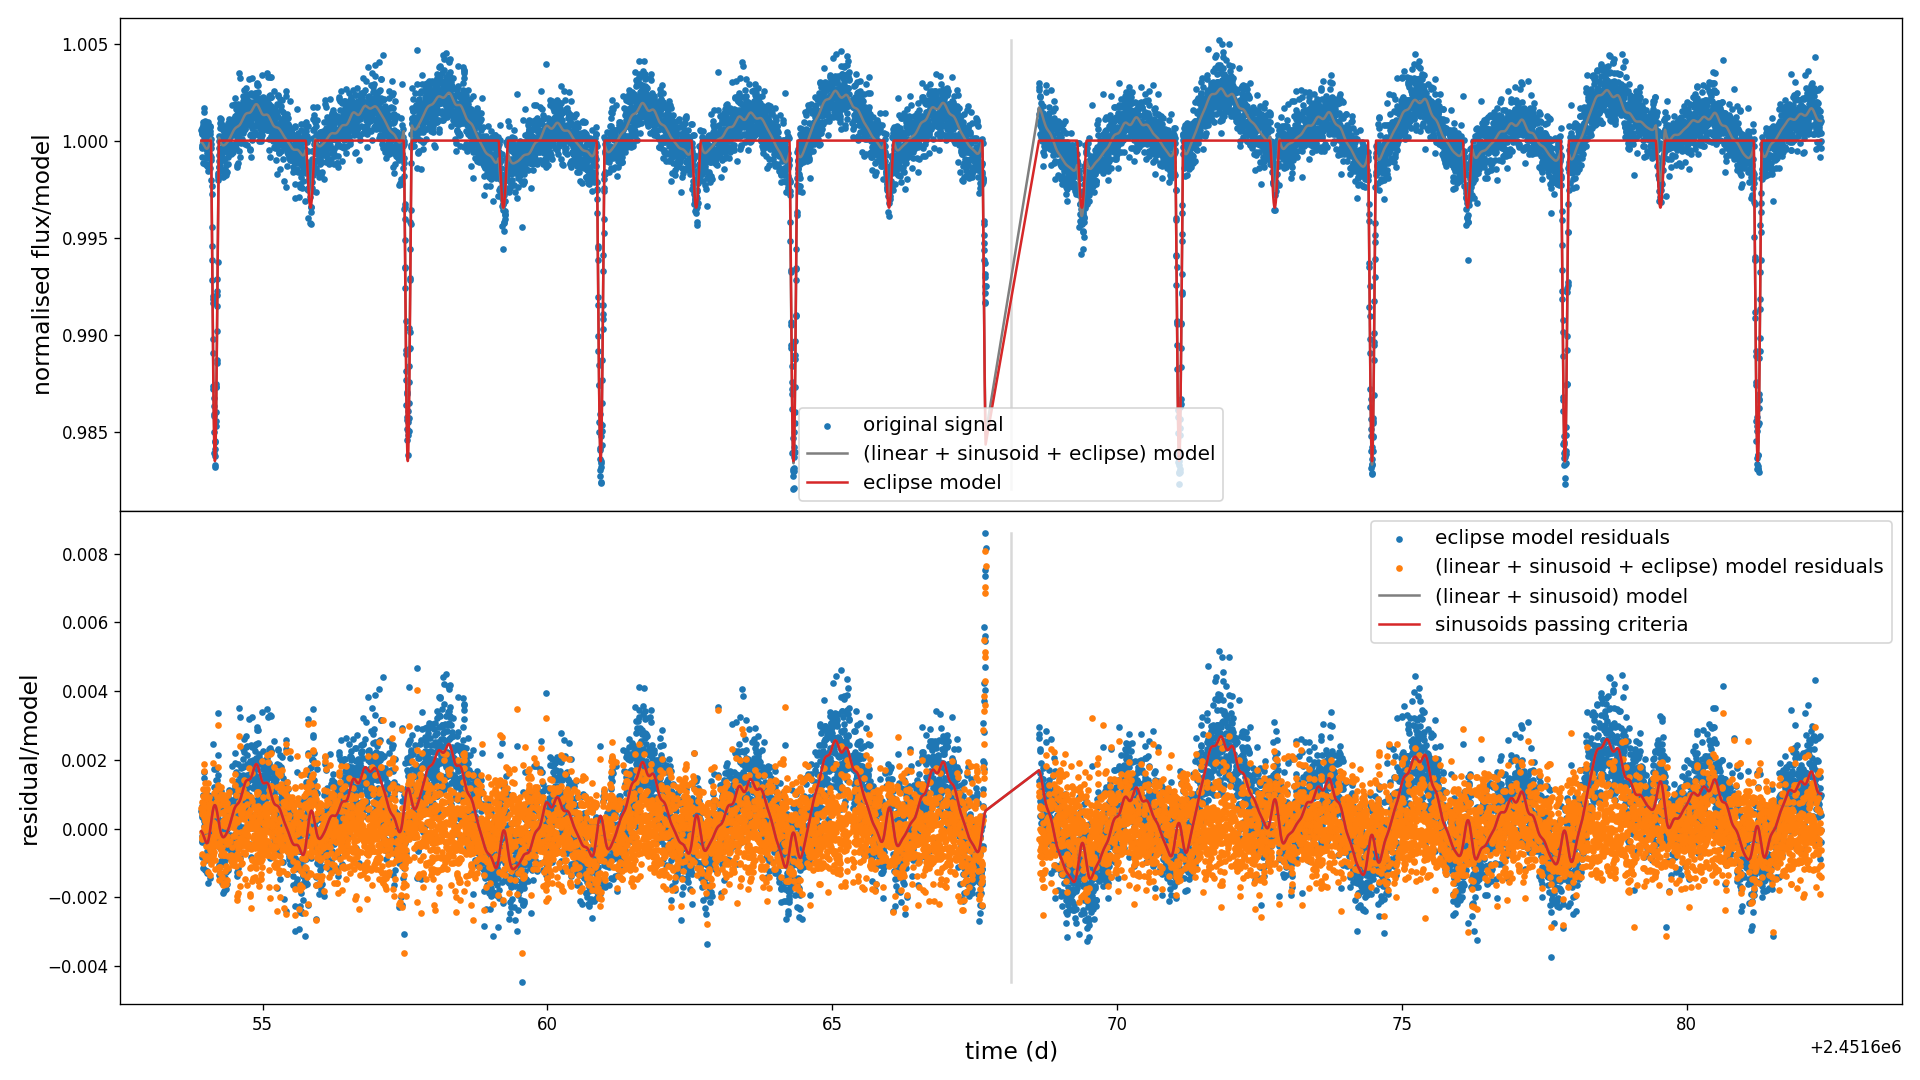 1.005
1.000
0.995
0.990
0.985
normalised flux/model
original signal
(linear + sinusoid + eclipse) model
eclipse model
0.008
0.006
0.004
0.002
0.000
−0.002
−0.004
residual/model
eclipse model residuals
(linear + sinusoid + eclipse) model residuals
(linear + sinusoid) model
sinusoids passing criteria
55
60
65
70
75
80
time (d)
+2.4516e6